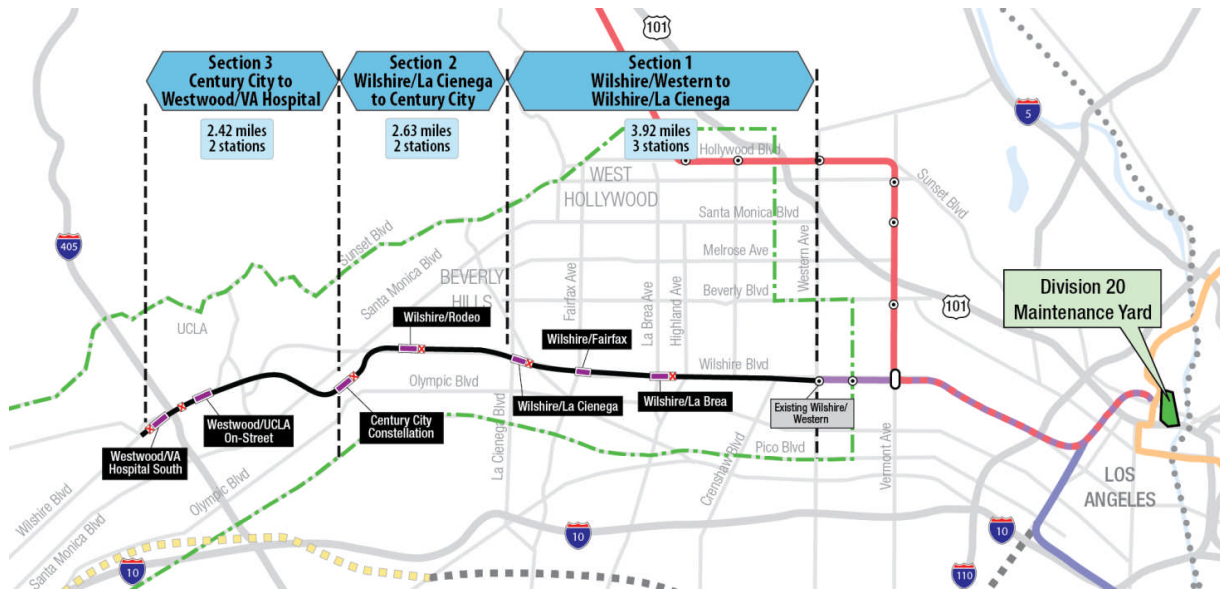 101
Section 3
Century City to
Westwood/VA Hospital
Section 2
Wilshire/La Cienega
to Century City
Section 1
Wilshire/Western to
Wilshire/La Cienega
5
2.42 miles
2 stations
2.63 miles
2 stations
3.92 miles
3 stations
Hollywood Blvd
WEST
HOLLYWOOD
Sunset Blvd
Santa Monica Blvd
405
Sunset Blvd
Santa Monica Blvd
Melrose Ave
Western Ave
BEVERLY
HILLS
Fairfax Ave
La Brea Ave
Highland Ave
Beverly Blvd
101
Division 20
Maintenance Yard
UCLA
Wilshire/Rodeo
Wilshire/Fairfax
Wilshire Blvd
Olympic Blvd
Wilshire/La Cienega
Wilshire/La Brea
Existing Wilshire/
Western
Westwood/UCLA
On-Street
Century City
Constellation
Westwood/VA
Hospital South
La Cienega Blvd
Crenshaw Blvd
Pico Blvd
Vermont Ave
LOS
ANGELES
Wilshire Blvd
Santa Monica Blvd
Olympic Blvd
10
10
10
110